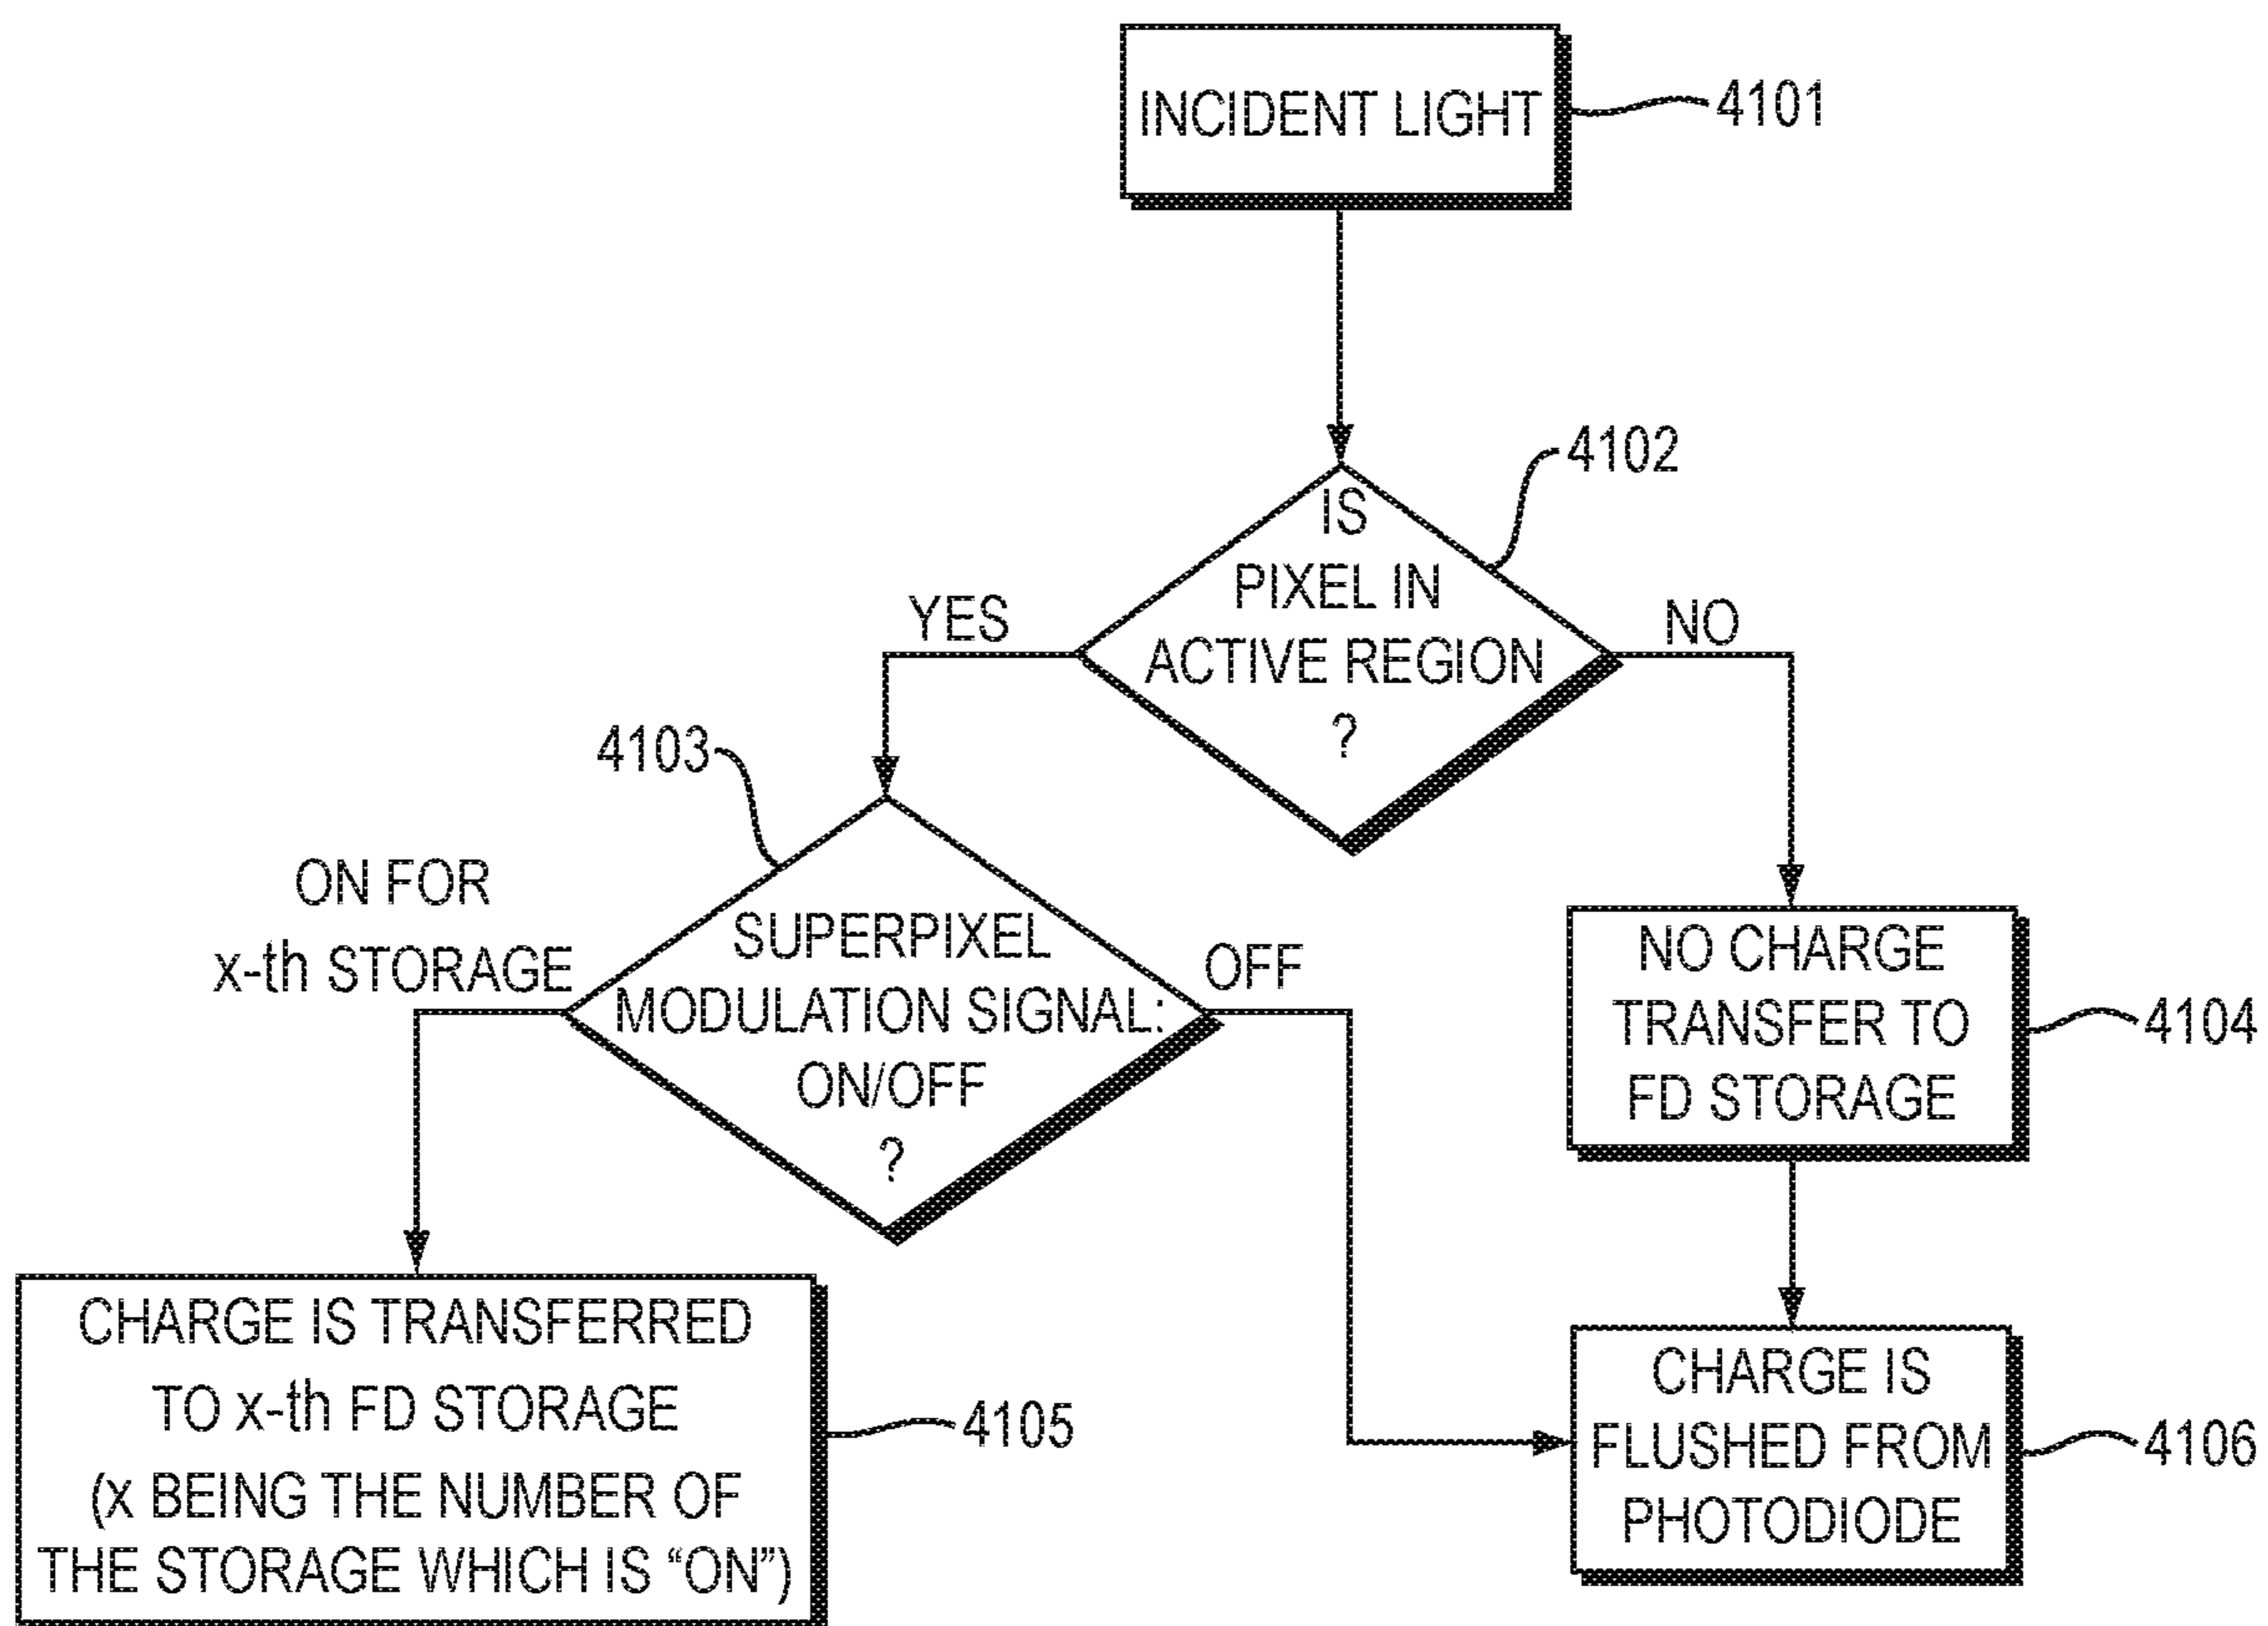 INCIDENT LIGHT
4101
4102
IS
PIXEL IN
ACTIVE REGION
?
YES
NO
4103
ON FOR
x-th STORAGE
SUPERPIXEL
MODULATION SIGNAL:
ON/OFF
?
OFF
NO CHARGE
TRANSFER TO
FD STORAGE
4104
CHARGE IS TRANSFERRED
TO x-th FD STORAGE
(x BEING THE NUMBER OF
THE STORAGE WHICH IS “ON”)
4105
CHARGE IS
FLUSHED FROM
PHOTODIODE
4106